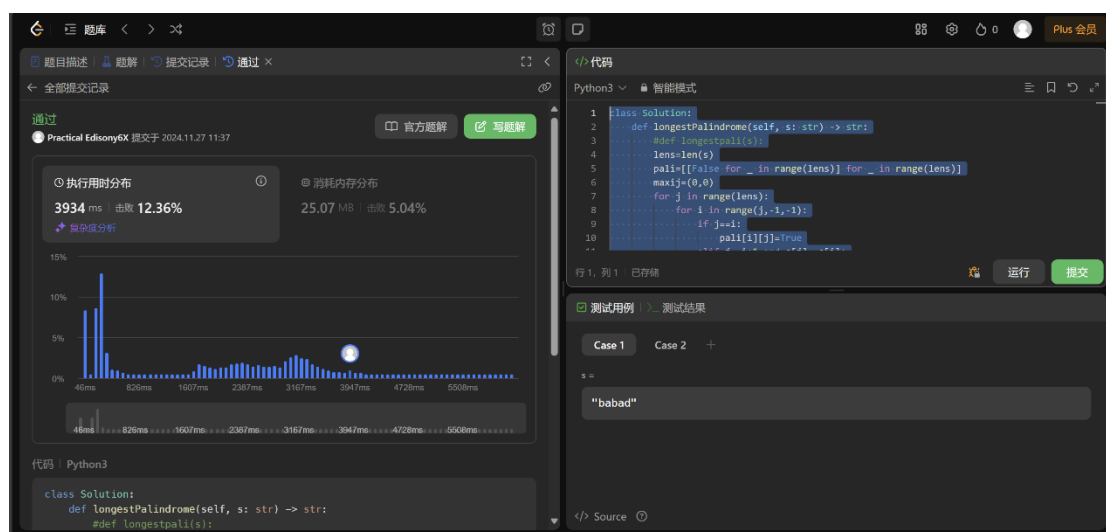 题库
0
Plus 会员
题目描述 | 题解 | 提交记录 | 通过 ×
全部提交记录
通过
Practical Edisony6X 提交于 2024.11.27 11:37
官方题解
写题解
执行用时分布
3934 ms | 击败 12.36%
复杂度分析
消耗内存分布
25.07 MB | 击败 5.04%
15%
10%
5%
0%
46ms 826ms 1607ms 2387ms 3167ms 3947ms 4728ms 5508ms
46ms 826ms 1607ms 2387ms 3167ms 3947ms 4728ms 5508ms
代码 | Python3
class Solution:
def longestPalindrome(self, s: str) -> str:
#def longestpali(s):
</>代码
Python3 智能模式
1 class Solution:
2 def longestPalindrome(self, s: str) -> str:
3 #def longestpali(s):
4 lens=len(s)
5 pali=[[False for _ in range(lens)] for _ in range(lens)]
6 maxij=(0,0)
7 for j in range(lens):
8 for i in range(j,-1,-1):
9 if j==i:
10 pali[i][j]=True
行 1, 列 1 | 已存储
运行
提交
测试用例 | >_ 测试结果
Case 1 Case 2 +
s =
"babad"
</> Source